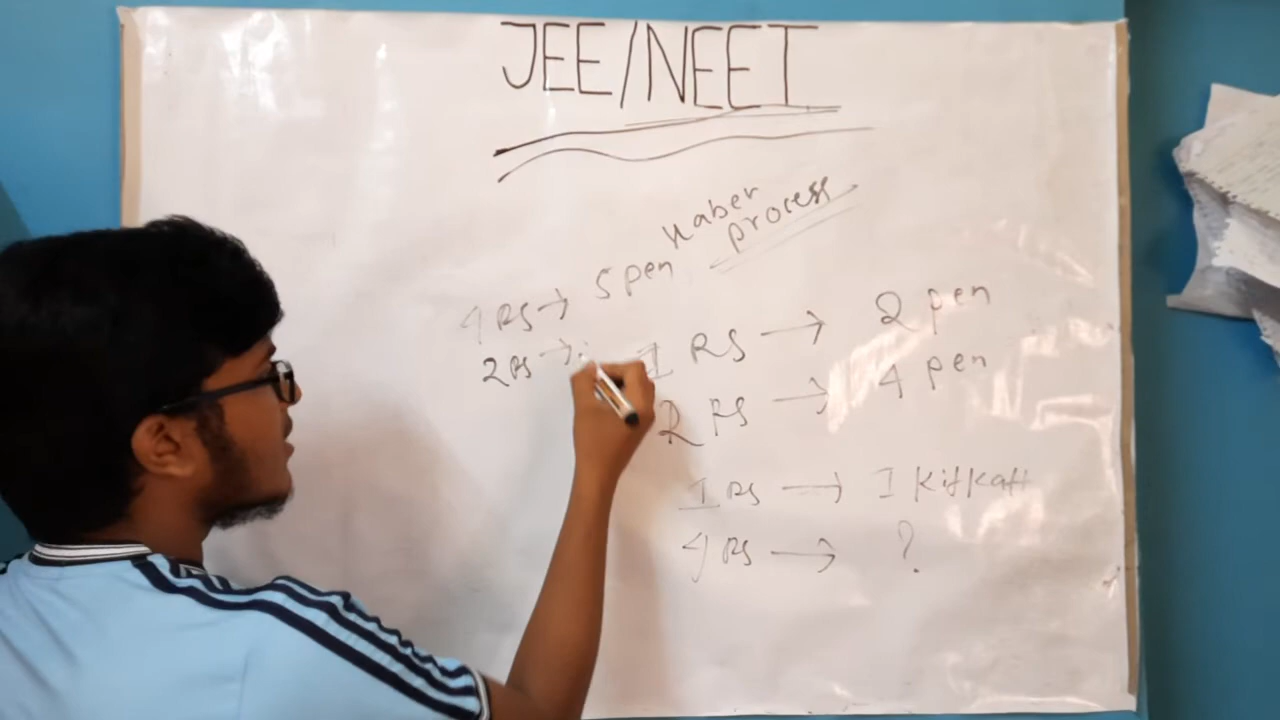 JEE/NEET
Haber
process
4 RS → 5 pen
2 RS →
1 RS → 2 pen
2 RS → 4 pen
1 RS → 1 KitKatt
4 RS → ?